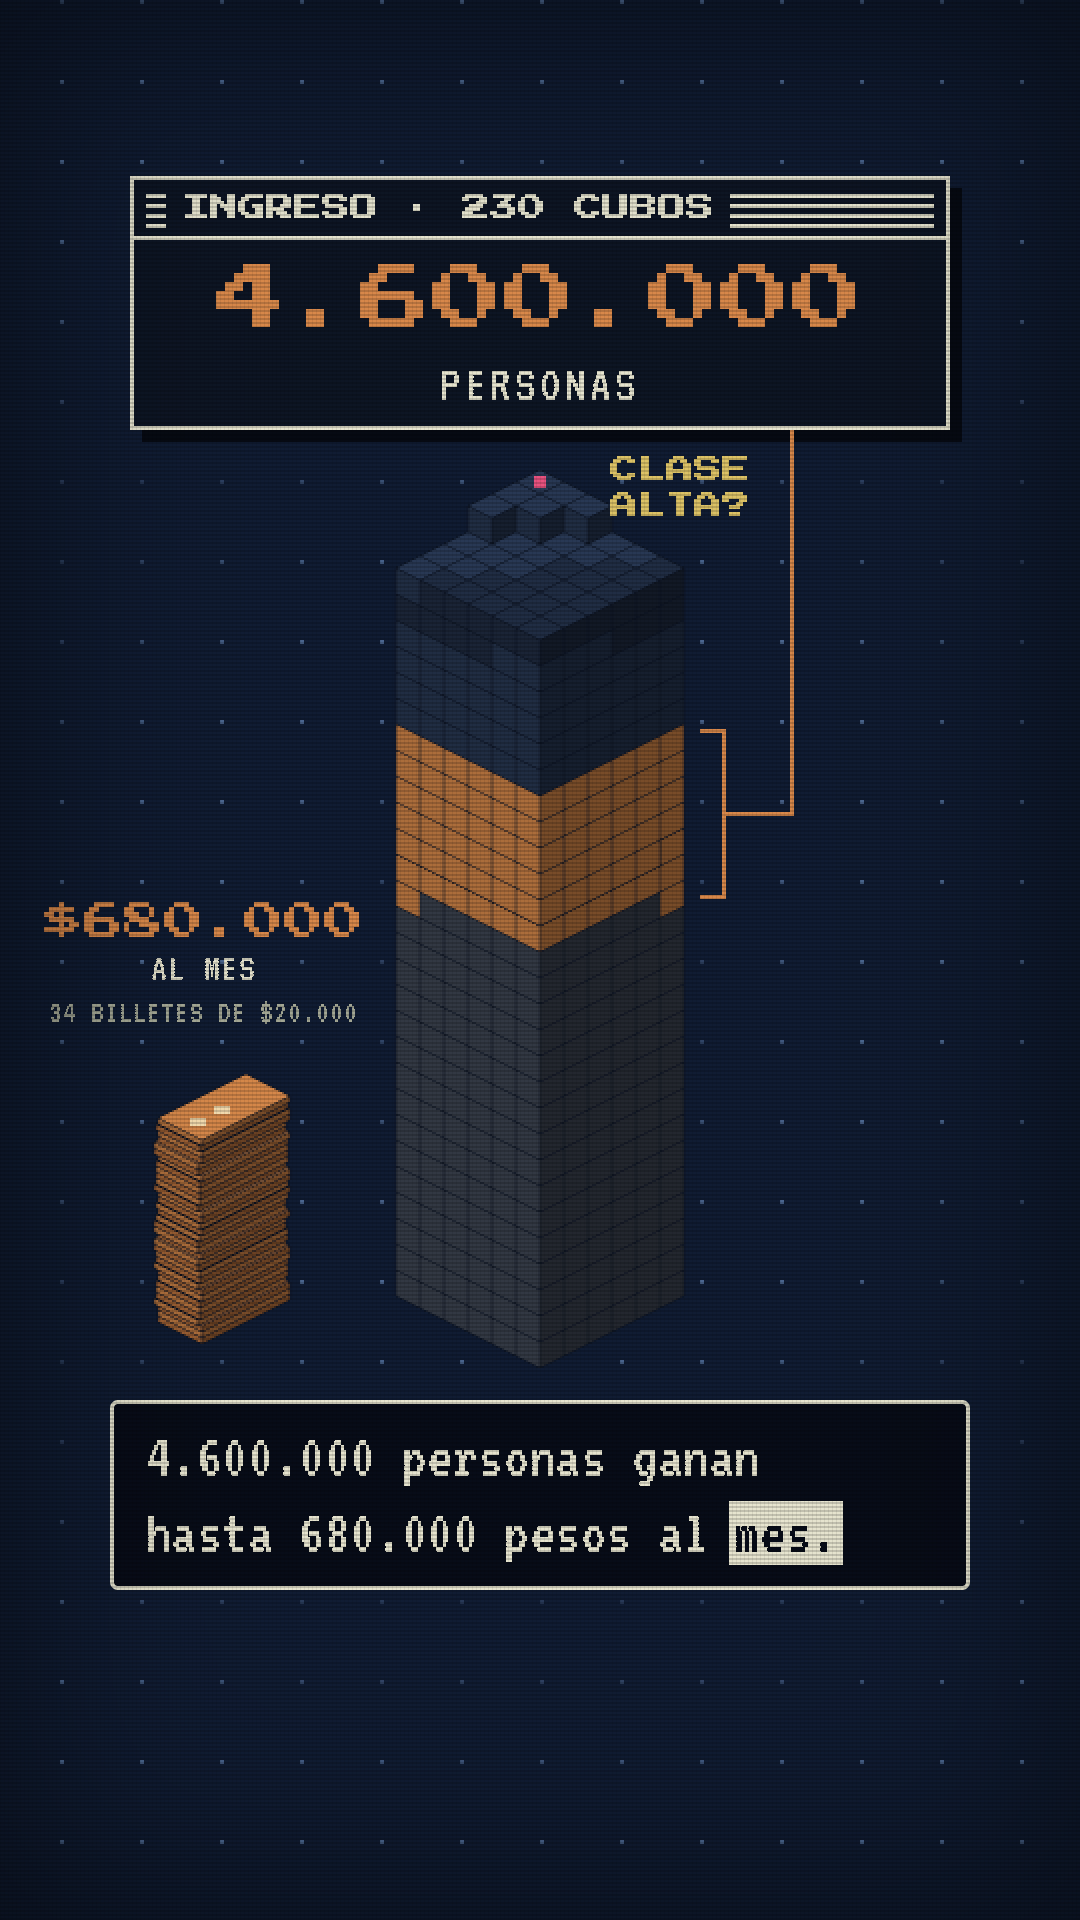 INGRESO · 230 CUBOS
4.600.000
PERSONAS
CLASE
ALTA?
$680.000
AL MES
34 BILLETES DE $20.000
4.600.000 personas ganan
hasta 680.000 pesos al mes.